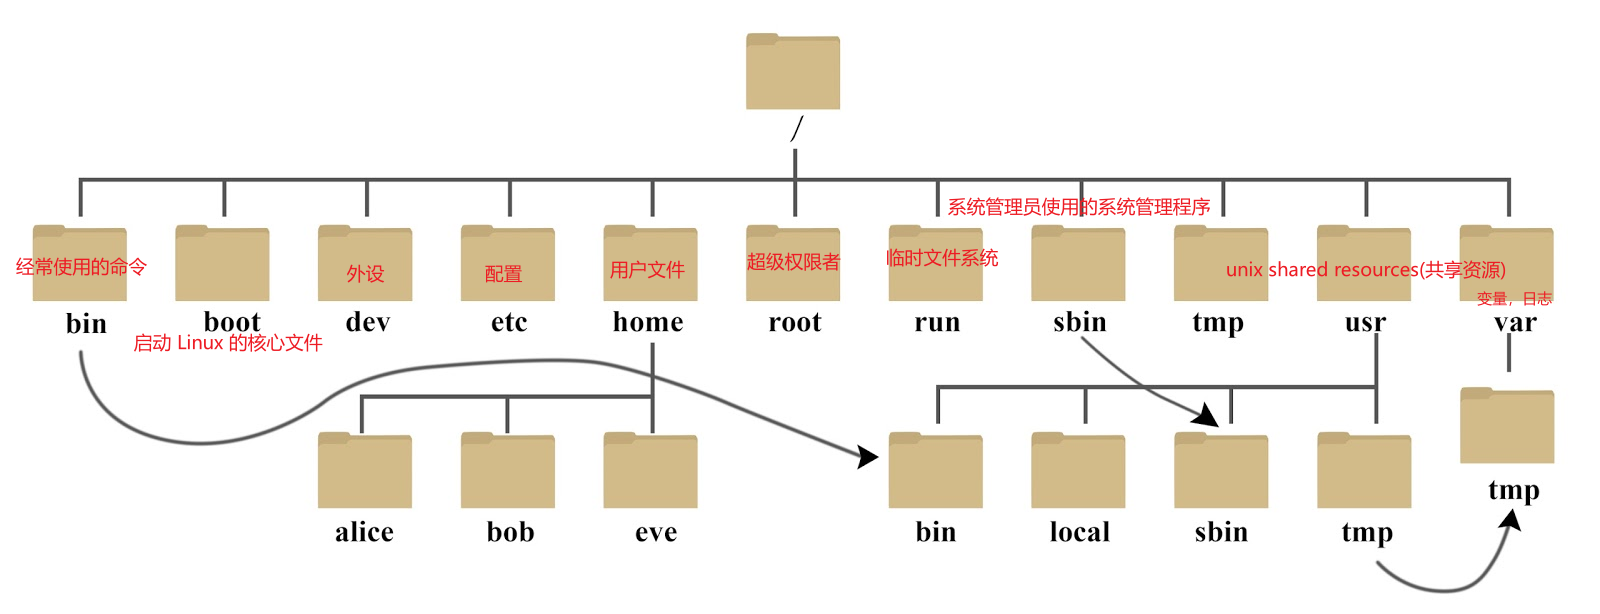 /
系统管理员使用的系统管理程序
经常使用的命令
外设
配置
用户文件
超级权限者
临时文件系统
unix shared resources(共享资源)
变量，日志
bin
boot
dev
etc
home
root
run
sbin
tmp
usr
var
启动 Linux 的核心文件
tmp
alice
bob
eve
bin
local
sbin
tmp